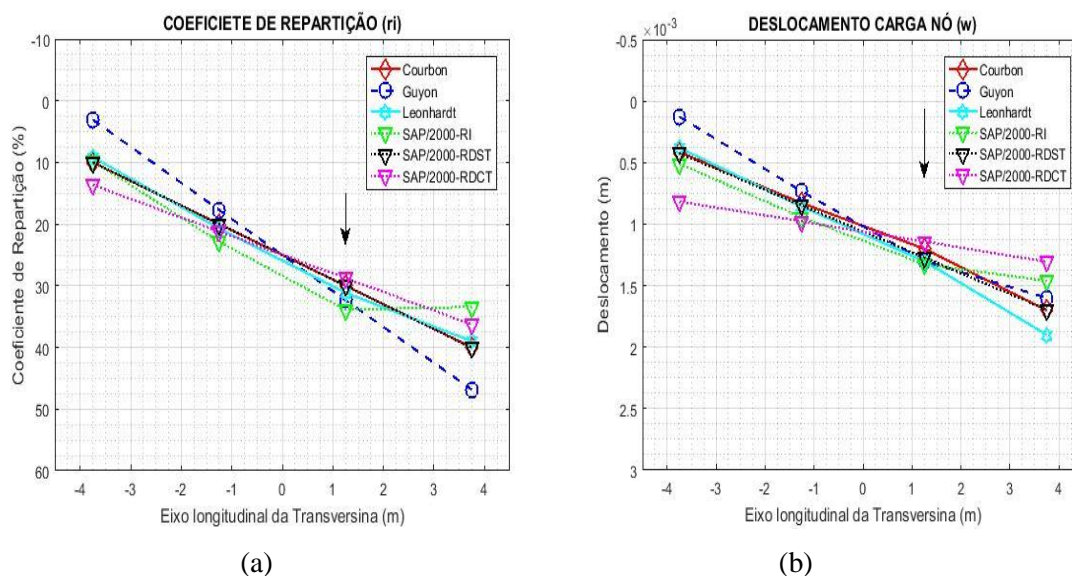 COEFICIETE DE REPARTIÇÃO (ri)
-10
0
10
20
30
40
50
60
Coeficiente de Repartição (%)
Courbon
Guyon
Leonhardt
SAP/2000-RI
SAP/2000-RDST
SAP/2000-RDCT
-4 -3 -2 -1 0 1 2 3 4
Eixo longitudinal da Transversina (m)
(a)
DESLOCAMENTO CARGA NÓ (w)
×10⁻³
-0.5
0
0.5
1
1.5
2
2.5
3
Deslocamento (m)
Courbon
Guyon
Leonhardt
SAP/2000-RI
SAP/2000-RDST
SAP/2000-RDCT
-4 -3 -2 -1 0 1 2 3 4
Eixo longitudinal da Transversina (m)
(b)